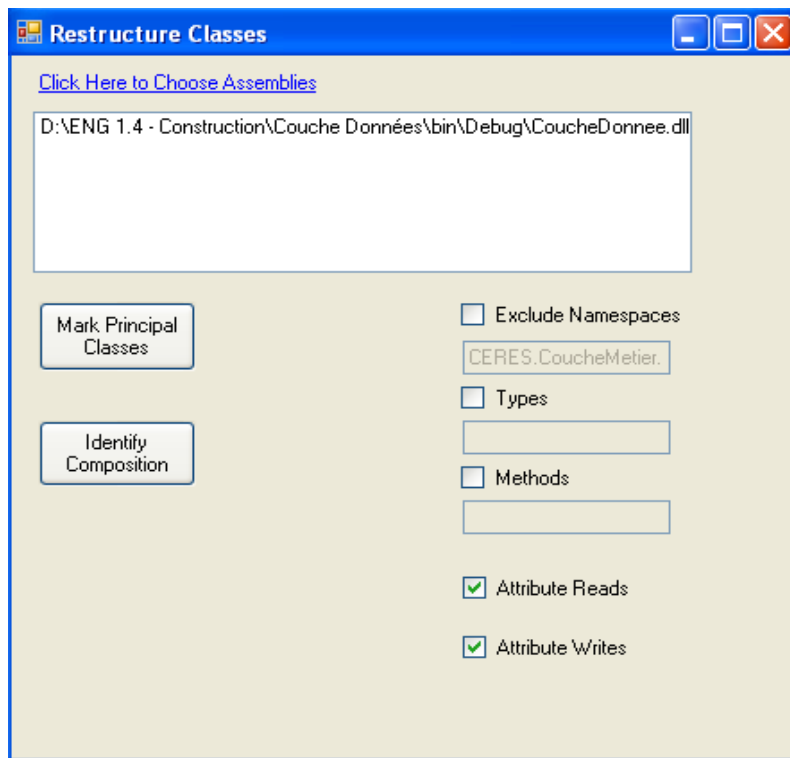 Restructure Classes
Click Here to Choose Assemblies
D:\ENG 1.4 - Construction\Couche Données\bin\Debug\CoucheDonnee.dll
Mark Principal
Classes
Exclude Namespaces
CERES.CoucheMetier.
Types
Identify
Composition
Methods
Attribute Reads
Attribute Writes